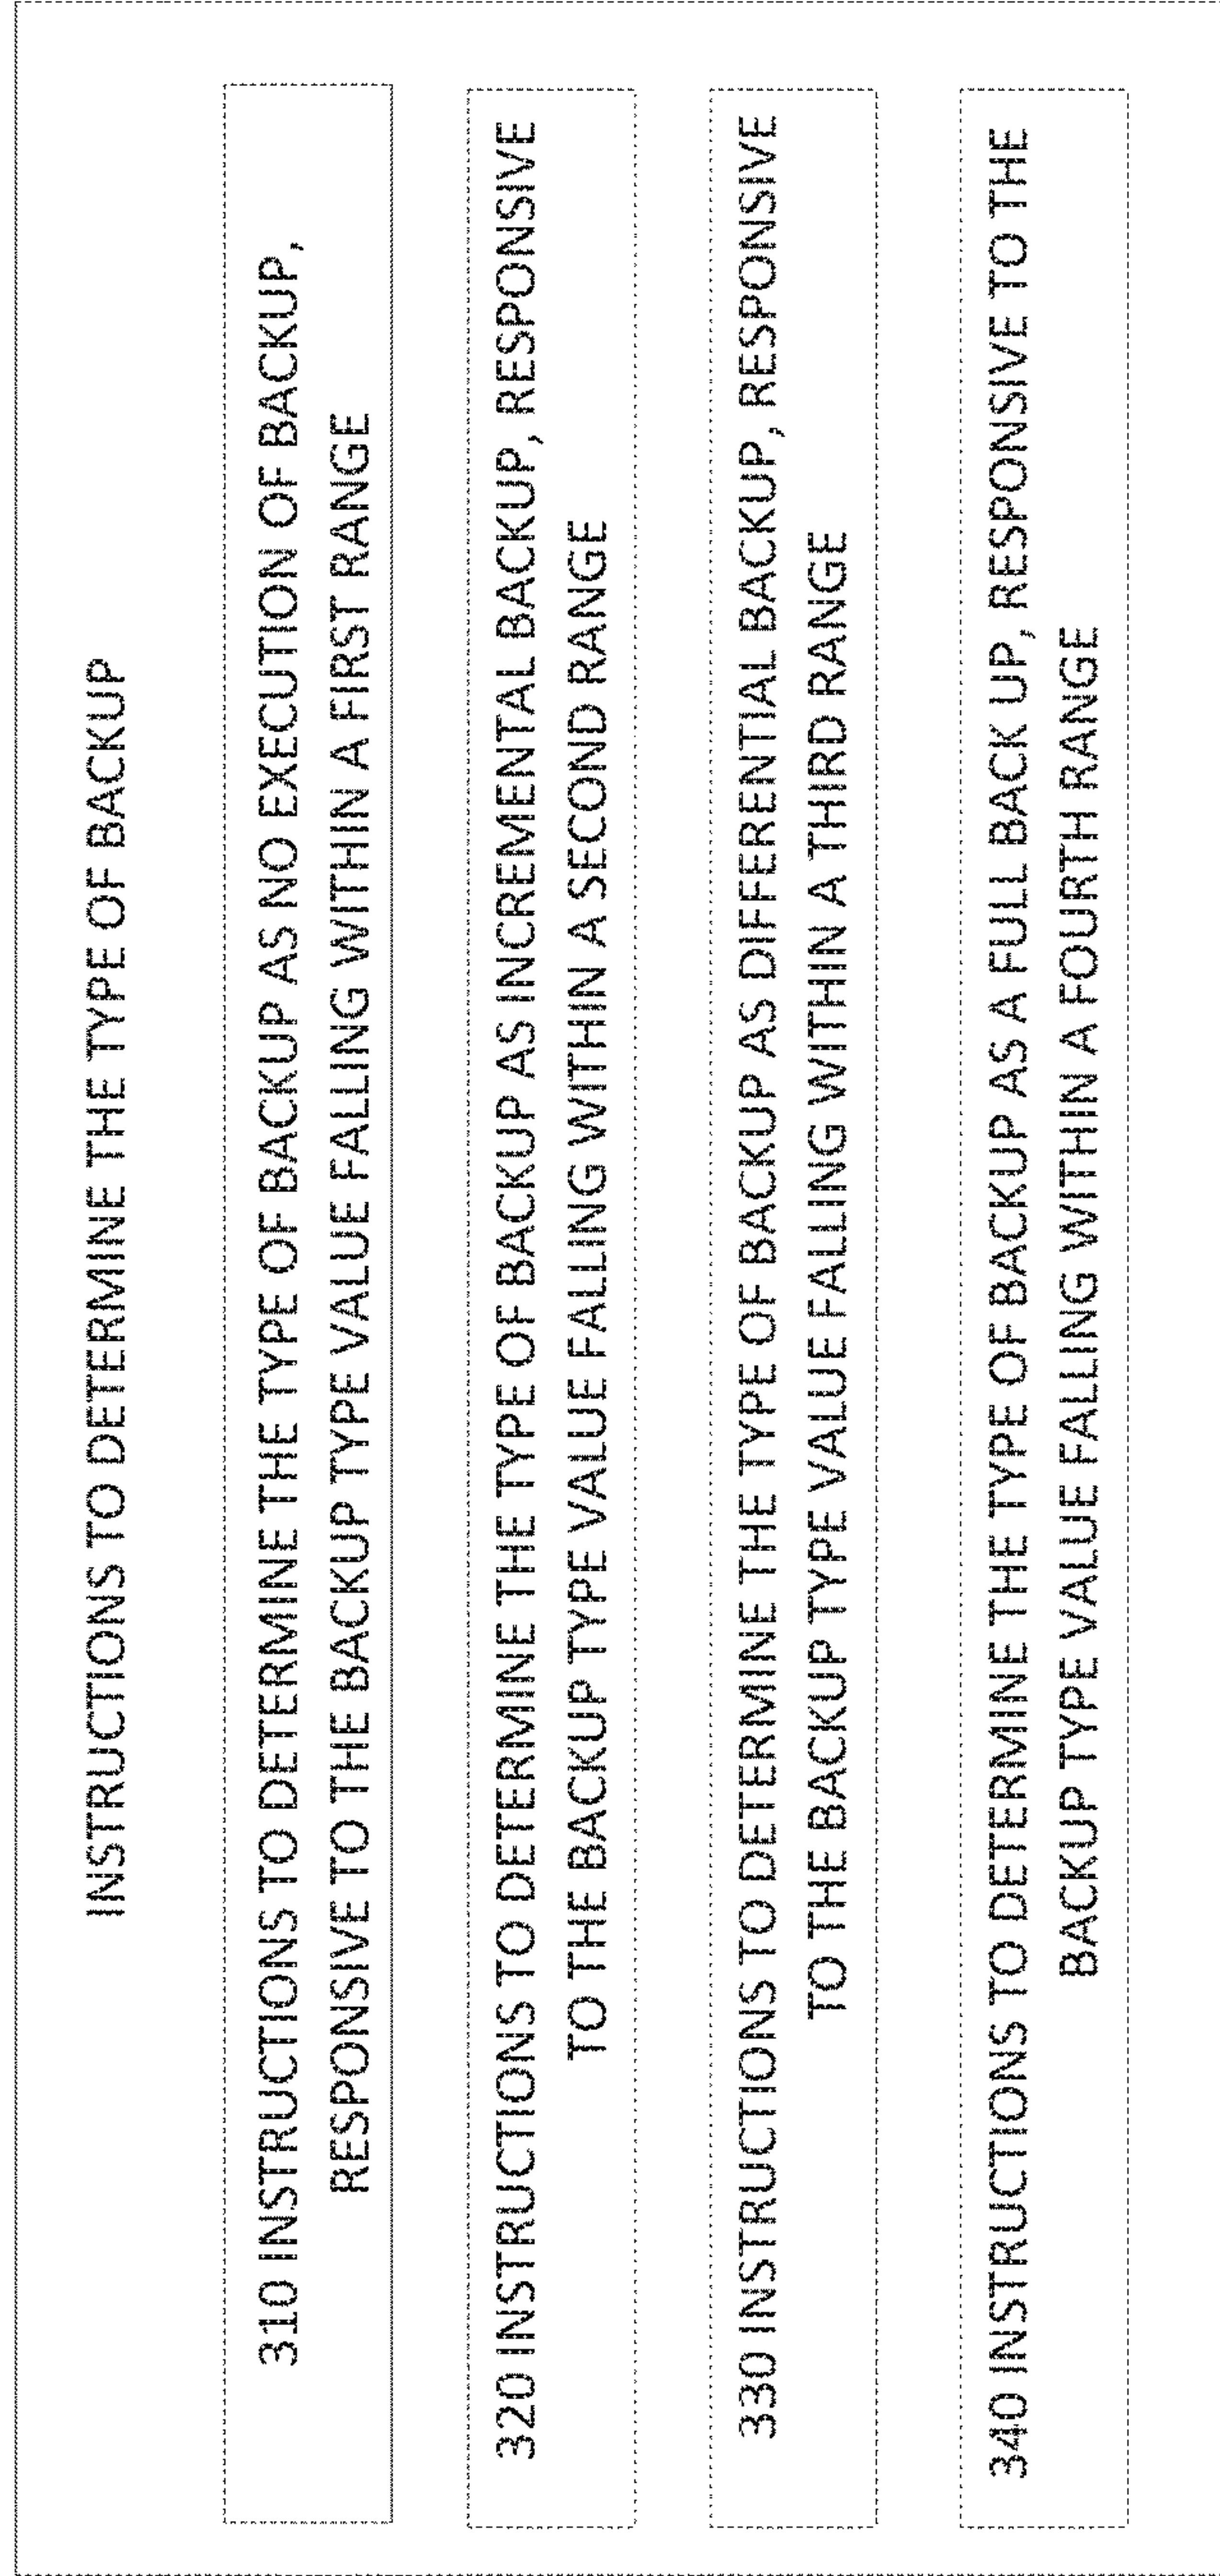 INSTRUCTIONS TO DETERMINE THE TYPE OF BACKUP
310 INSTRUCTIONS TO DETERMINE THE TYPE OF BACKUP AS NO EXECUTION OF BACKUP,
RESPONSIVE TO THE BACKUP TYPE VALUE FALLING WITHIN A FIRST RANGE
320 INSTRUCTIONS TO DETERMINE THE TYPE OF BACKUP AS INCREMENTAL BACKUP, RESPONSIVE
TO THE BACKUP TYPE VALUE FALLING WITHIN A SECOND RANGE
330 INSTRUCTIONS TO DETERMINE THE TYPE OF BACKUP AS DIFFERENTIAL BACKUP, RESPONSIVE
TO THE BACKUP TYPE VALUE FALLING WITHIN A THIRD RANGE
340 INSTRUCTIONS TO DETERMINE THE TYPE OF BACKUP AS A FULL BACK UP, RESPONSIVE TO THE
BACKUP TYPE VALUE FALLING WITHIN A FOURTH RANGE